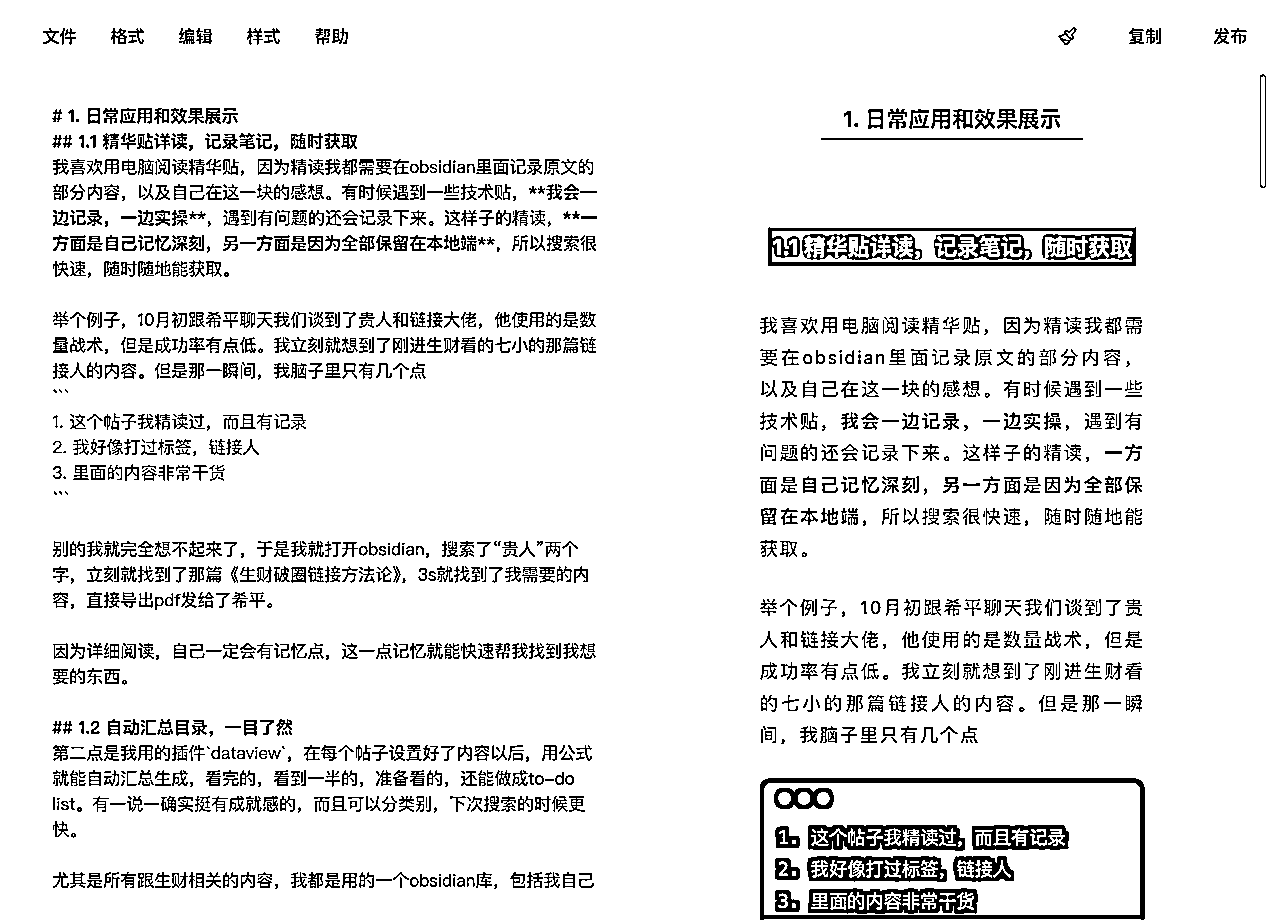 文件 格式 编辑 样式 帮助
复制 发布
# 1. 日常应用和效果展示
## 1.1 精华贴详读，记录笔记，随时获取
我喜欢用电脑阅读精华贴，因为精读我都需要在obsidian里面记录原文的
部分内容，以及自己在这一块的感想。有时候遇到一些技术贴，**我会一
边记录，一边实操**，遇到有问题的还会记录下来。这样子的精读，**一
方面是自己记忆深刻，另一方面是因为全部保留在本地端**，所以搜索很
快速，随时随地能获取。
举个例子，10月初跟希平聊天我们谈到了贵人和链接大佬，他使用的是数
量战术，但是成功率有点低。我立刻就想到了刚进生财看的七小的那篇链
接人的内容。但是那一瞬间，我脑子里只有几个点
```
1. 这个帖子我精读过，而且有记录
2. 我好像打过标签，链接人
3. 里面的内容非常干货
```
别的我就完全想不起来了，于是我就打开obsidian，搜索了“贵人”两个
字，立刻就找到了那篇《生财破圈链接方法论》，3s就找到了我需要的内
容，直接导出pdf发给了希平。
因为详细阅读，自己一定会有记忆点，这一点记忆就能快速帮我找到我想
要的东西。
## 1.2 自动汇总目录，一目了然
第二点是我用的插件`dataview`，在每个帖子设置好了内容以后，用公式
就能自动汇总生成，看完的，看到一半的，准备看的，还能做成to-do
list。有一说一确实挺有成就感的，而且可以分类别，下次搜索的时候更
快。
尤其是所有跟生财相关的内容，我都是用的一个obsidian库，包括我自己
1. 日常应用和效果展示
1.1 精华贴详读，记录笔记，随时获取
我喜欢用电脑阅读精华贴，因为精读我都需
要在obsidian里面记录原文的部分内容，
以及自己在这一块的感想。有时候遇到一些
技术贴，我会一边记录，一边实操，遇到有
问题的还会记录下来。这样子的精读，一方
面是自己记忆深刻，另一方面是因为全部保
留在本地端，所以搜索很快速，随时随地能
获取。
举个例子，10月初跟希平聊天我们谈到了贵
人和链接大佬，他使用的是数量战术，但是
成功率有点低。我立刻就想到了刚进生财看
的七小的那篇链接人的内容。但是那一瞬
间，我脑子里只有几个点
1. 这个帖子我精读过，而且有记录
2. 我好像打过标签，链接人
3. 里面的内容非常干货